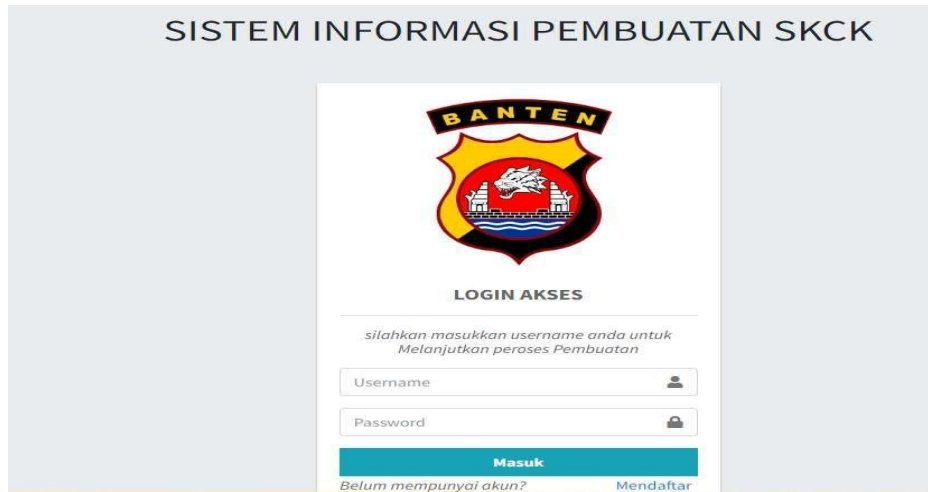 SISTEM INFORMASI PEMBUATAN SKCK
BANTEN
LOGIN AKSES
silahkan masukkan username anda untuk
Melanjutkan peroses Pembuatan
Username
Password
Masuk
Belum mempunyai akun? Mendaftar